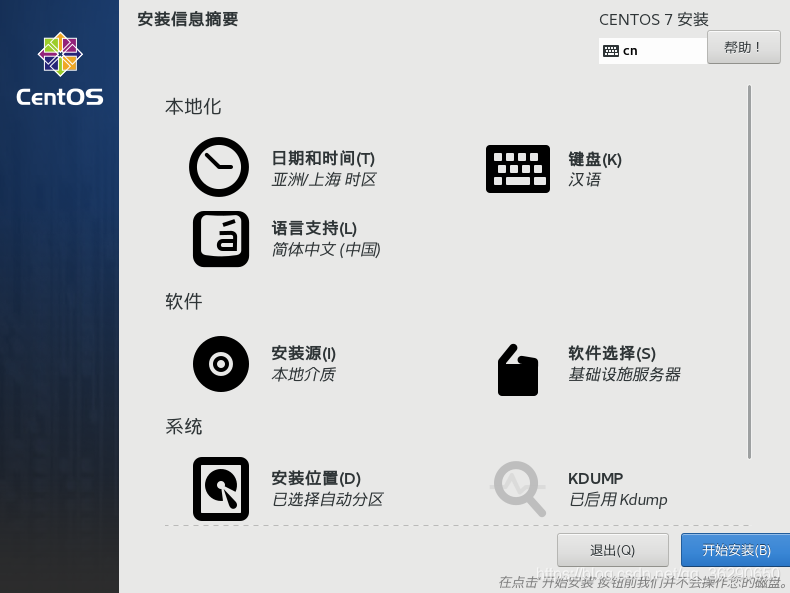 安装信息摘要
CENTOS 7 安装
cn
帮助！
CentOS
本地化
日期和时间(T)
亚洲/上海 时区
键盘(K)
汉语
语言支持(L)
简体中文 (中国)
软件
安装源(I)
本地介质
软件选择(S)
基础设施服务器
系统
安装位置(D)
已选择自动分区
KDUMP
已启用 Kdump
退出(Q)
开始安装(B)
在点击'开始安装'按钮前我们并不会操作您的磁盘。